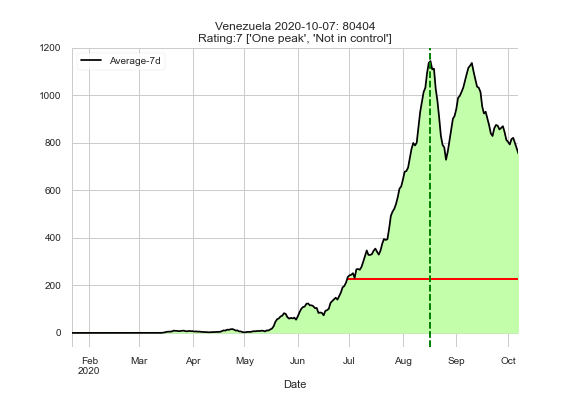 Venezuela 2020-10-07: 80404
Rating:7 ['One peak', 'Not in control']
Average-7d
1200
1000
800
600
400
200
0
Feb
2020
Mar
Apr
May
Jun
Jul
Aug
Sep
Oct
Date